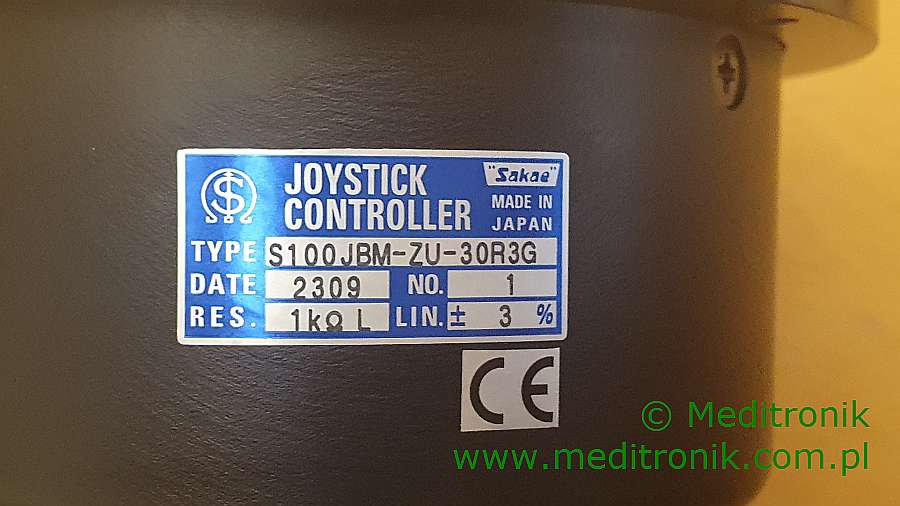 JOYSTICK
CONTROLLER
"Sakae"
MADE IN
JAPAN
TYPE S100JBM-ZU-30R3G
DATE 2309 NO. 1
RES. 1kΩ L LIN. ± 3 %
CE
© Meditronik
www.meditronik.com.pl